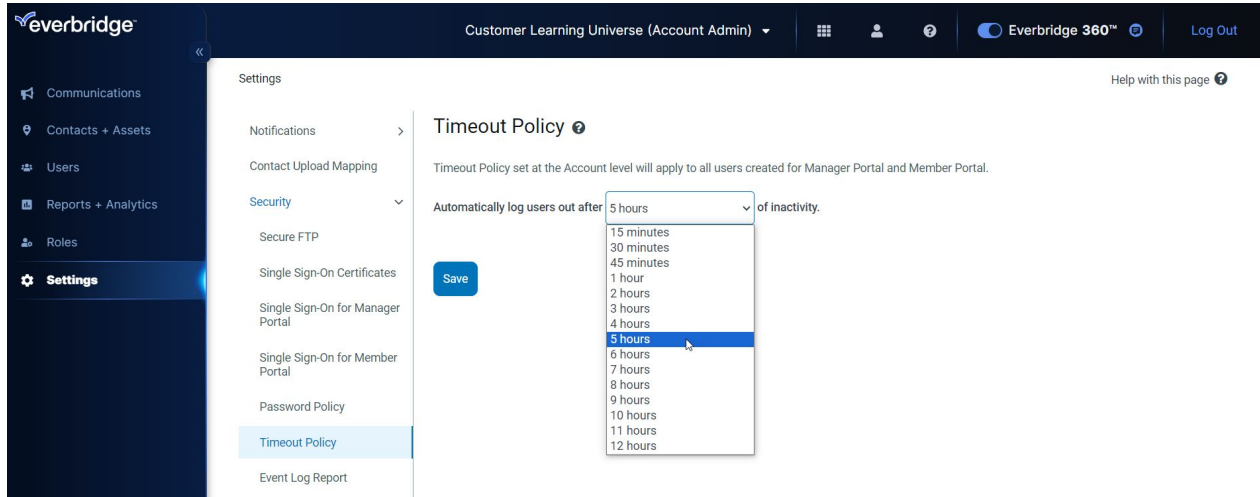 everbridge™
Customer Learning Universe (Account Admin)
Everbridge 360™
Log Out
«
Communications
Contacts + Assets
Users
Reports + Analytics
Roles
Settings
Settings
Help with this page ?
Notifications
Contact Upload Mapping
Security
Secure FTP
Single Sign-On Certificates
Single Sign-On for Manager
Portal
Single Sign-On for Member
Portal
Password Policy
Timeout Policy
Event Log Report
Timeout Policy ?
Timeout Policy set at the Account level will apply to all users created for Manager Portal and Member Portal.
Automatically log users out after 5 hours of inactivity.
15 minutes
30 minutes
45 minutes
1 hour
2 hours
3 hours
4 hours
5 hours
6 hours
7 hours
8 hours
9 hours
10 hours
11 hours
12 hours
Save